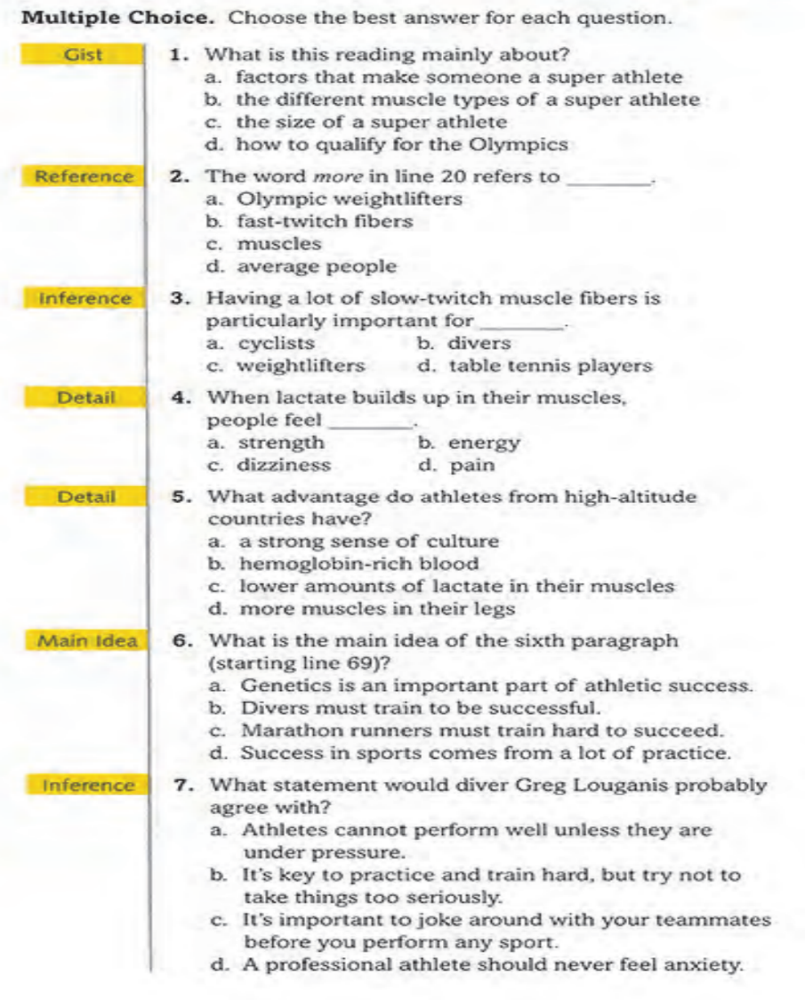 Multiple Choice. Choose the best answer for each question.
Gist
1. What is this reading mainly about?
a. factors that make someone a super athlete
b. the different muscle types of a super athlete
c. the size of a super athlete
d. how to qualify for the Olympics
Reference
2. The word more in line 20 refers to ________.
a. Olympic weightlifters
b. fast-twitch fibers
c. muscles
d. average people
Inference
3. Having a lot of slow-twitch muscle fibers is
particularly important for ________.
a. cyclists b. divers
c. weightlifters d. table tennis players
Detail
4. When lactate builds up in their muscles,
people feel ________.
a. strength b. energy
c. dizziness d. pain
Detail
5. What advantage do athletes from high-altitude
countries have?
a. a strong sense of culture
b. hemoglobin-rich blood
c. lower amounts of lactate in their muscles
d. more muscles in their legs
Main Idea
6. What is the main idea of the sixth paragraph
(starting line 69)?
a. Genetics is an important part of athletic success.
b. Divers must train to be successful.
c. Marathon runners must train hard to succeed.
d. Success in sports comes from a lot of practice.
Inference
7. What statement would diver Greg Louganis probably
agree with?
a. Athletes cannot perform well unless they are
under pressure.
b. It's key to practice and train hard, but try not to
take things too seriously.
c. It's important to joke around with your teammates
before you perform any sport.
d. A professional athlete should never feel anxiety.